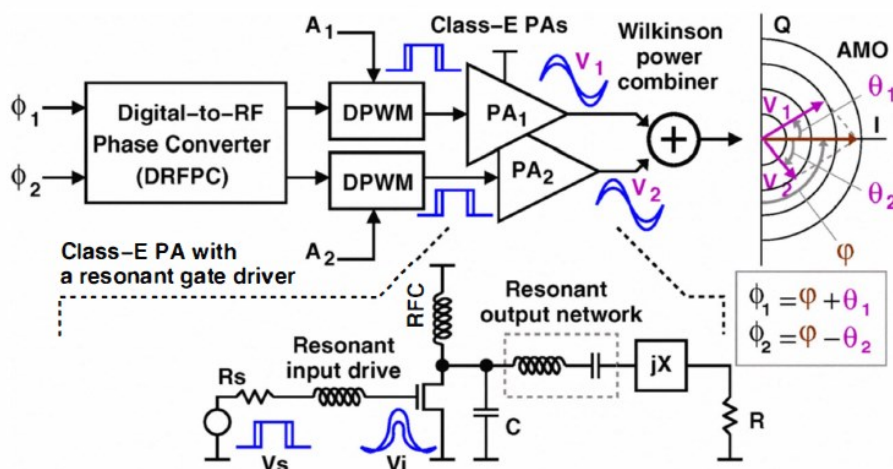 A1
Class-E PAs
Wilkinson
power
combiner
Q
AMO
ϕ1
ϕ2
Digital-to-RF
Phase Converter
(DRFPC)
DPWM
DPWM
PA1
PA2
V1
V2
+
V1
V2
θ1
I
θ2
φ
A2
Class-E PA with
a resonant gate driver
ϕ1 = φ + θ1
ϕ2 = φ − θ2
RFC
Resonant
output network
Resonant
input drive
Rs
Vs
Vi
C
jX
R